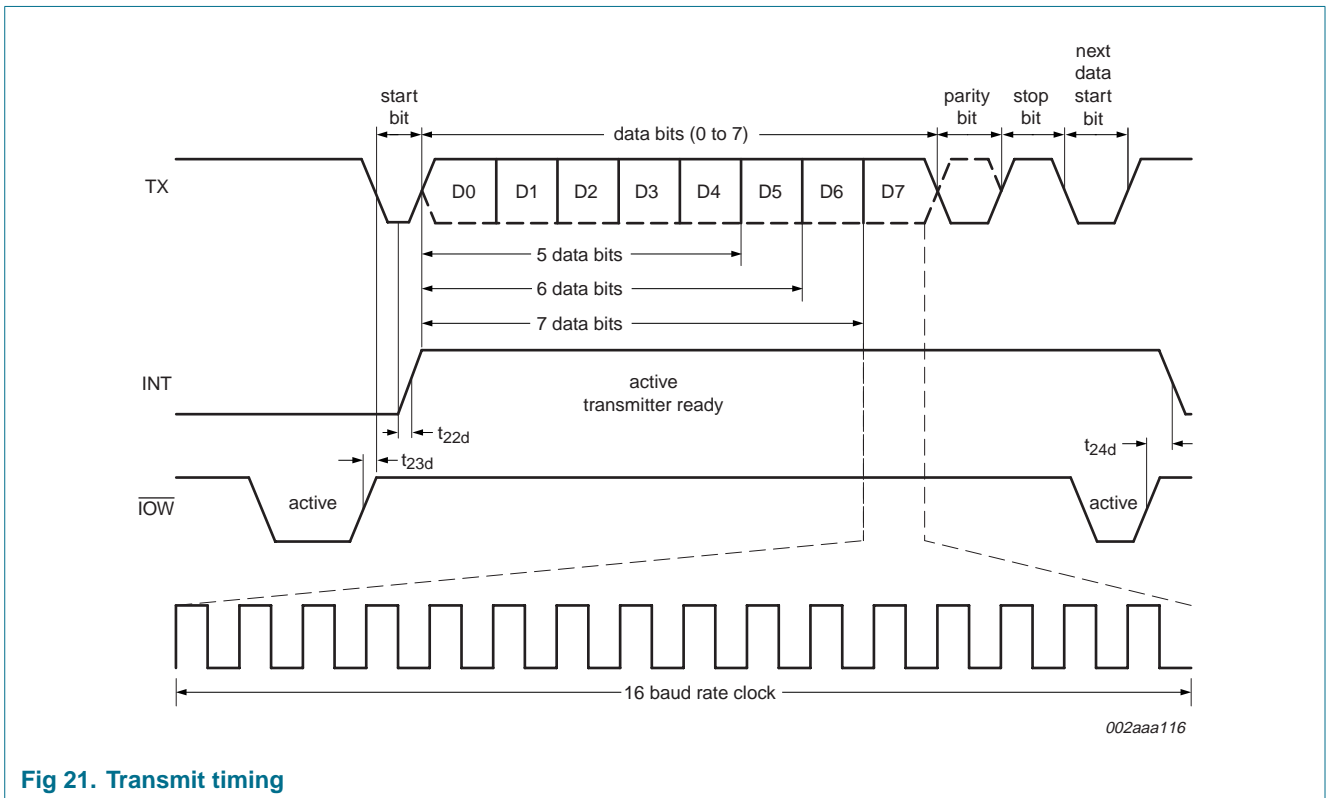 next
data
start
bit
start
bit
parity
bit
stop
bit
data bits (0 to 7)
TX
D0 D1 D2 D3 D4 D5 D6 D7
5 data bits
6 data bits
7 data bits
INT
active
transmitter ready
t22d
t23d
t24d
IOW
active
active
16 baud rate clock
002aaa116
Fig 21. Transmit timing